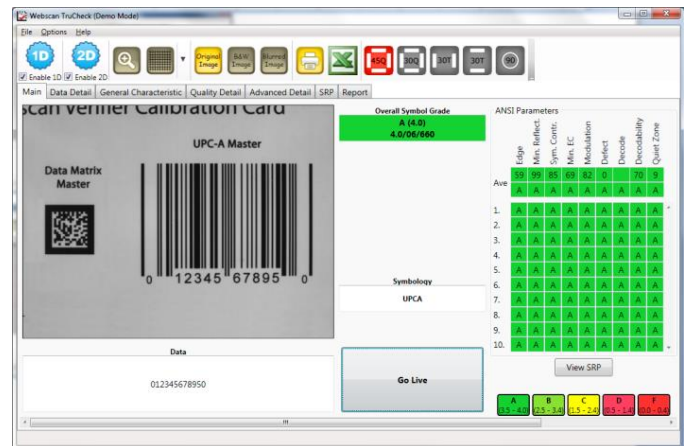 Webscan TruCheck (Demo Mode)
File Options Help
1D 2D Original Image B&W Image Blurred Image 45Q 30Q 30T 30T 90
Enable 1D Enable 2D
Main Data Detail General Characteristic Quality Detail Advanced Detail SRP Report
scan Verifier Calibration Card
UPC-A Master
Data Matrix
Master
0 12345 67895 0
Data
012345678950
Overall Symbol Grade
A (4.0)
4.0/06/660
Symbology
UPCA
Go Live
ANSI Parameters
Edge
Min. Reflect.
Sym. Contr.
Min. EC
Modulation
Defect
Decode
Decodability
Quiet Zone
Ave 59 99 85 69 82 0 70 9
A A A A A A A A A
1. A A A A A A A A A
2. A A A A A A A A A
3. A A A A A A A A A
4. A A A A A A A A A
5. A A A A A A A A A
6. A A A A A A A A A
7. A A A A A A A A A
8. A A A A A A A A A
9. A A A A A A A A A
10. A A A A A A A A A
View SRP
A B C D F
(3.5 - 4.0) (2.5 - 3.4) (1.5 - 2.4) (0.5 - 1.4) (0.0 - 0.4)